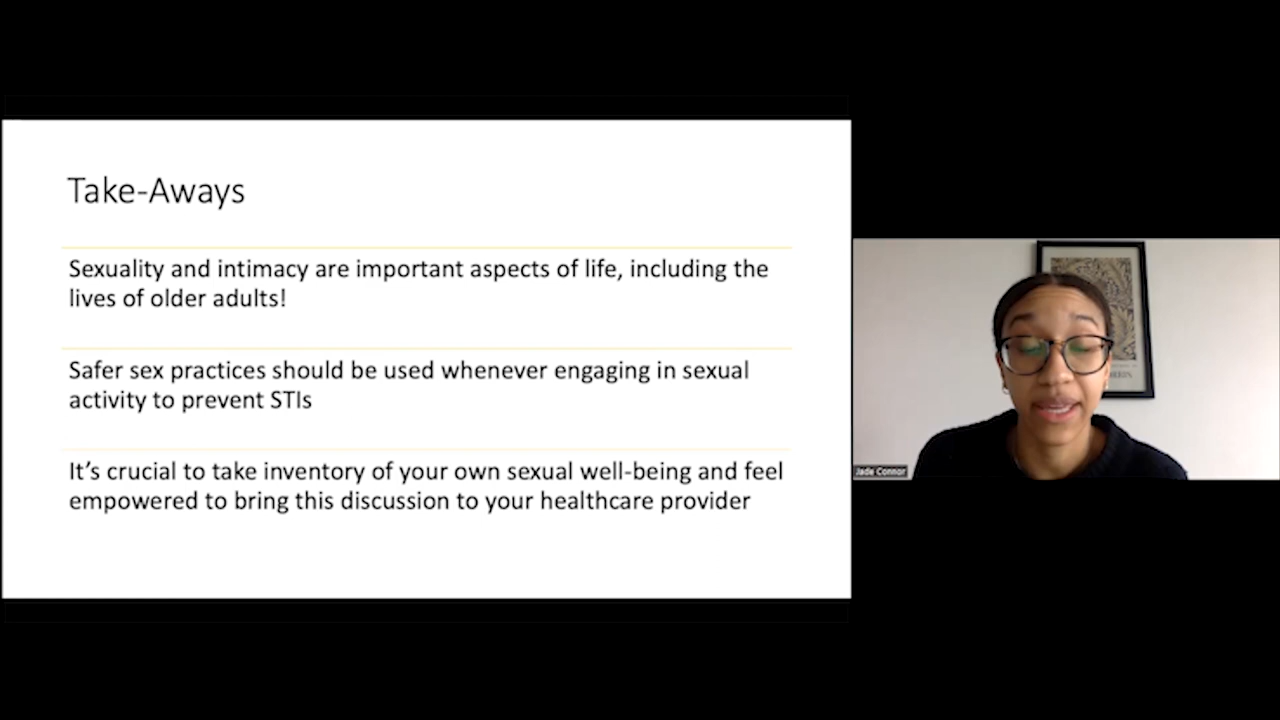 Take-Aways
Sexuality and intimacy are important aspects of life, including the
lives of older adults!
Safer sex practices should be used whenever engaging in sexual
activity to prevent STIs
It’s crucial to take inventory of your own sexual well-being and feel
empowered to bring this discussion to your healthcare provider
Jade Connor